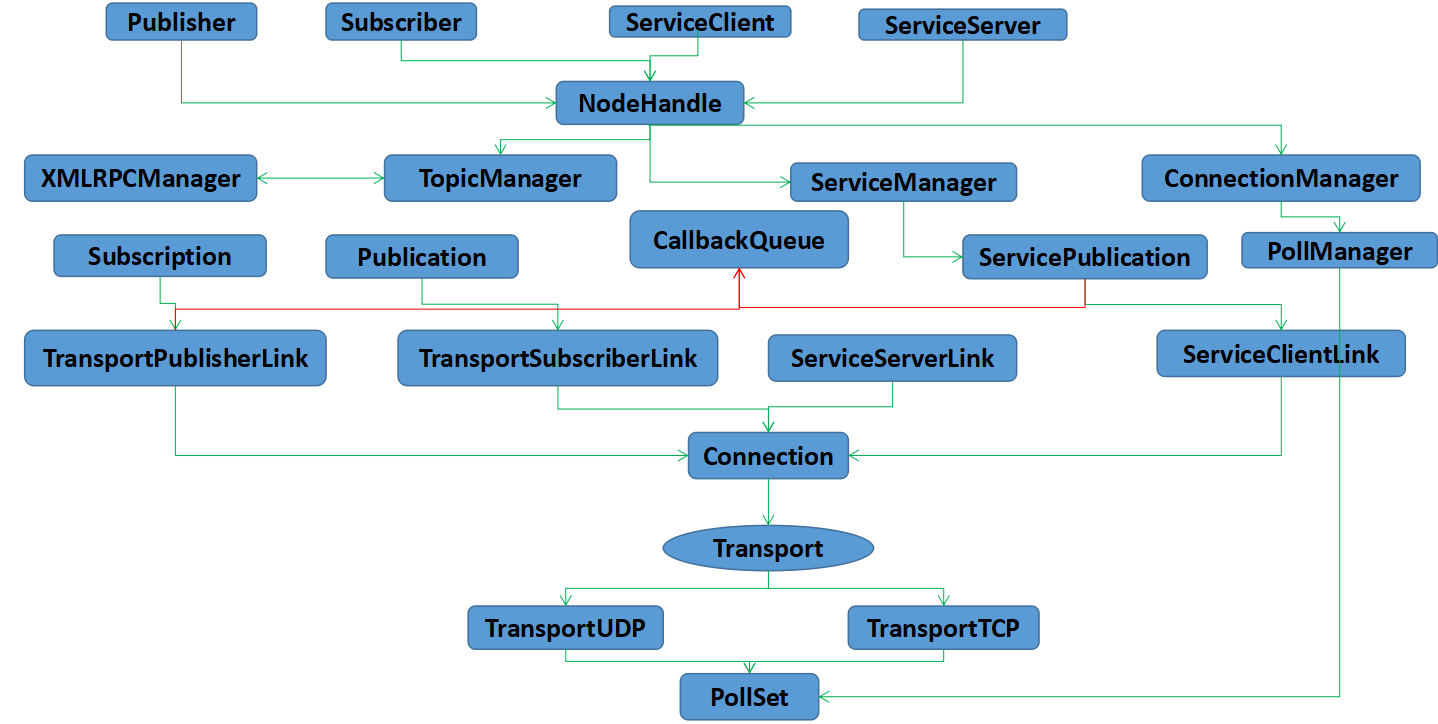 Publisher
Subscriber
ServiceClient
ServiceServer
NodeHandle
XMLRPCManager
TopicManager
ServiceManager
ConnectionManager
Subscription
Publication
CallbackQueue
ServicePublication
PollManager
TransportPublisherLink
TransportSubscriberLink
ServiceServerLink
ServiceClientLink
Connection
Transport
TransportUDP
TransportTCP
PollSet